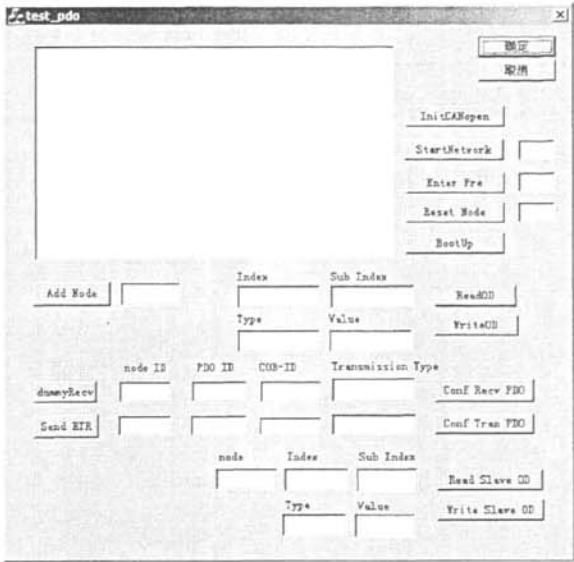 test_pdo
确定
取消
InitCANopen
StartNetwork
Enter Pre
Reset Node
BootUp
Index Sub Index
Add Node ReadOD
Type Value
WriteOD
node ID PDO ID COB-ID Transmission Type
dummyRecv Conf Recv PDO
Send RTR Conf Tran PDO
node Index Sub Index
Read Slave OD
Type Value
Write Slave OD